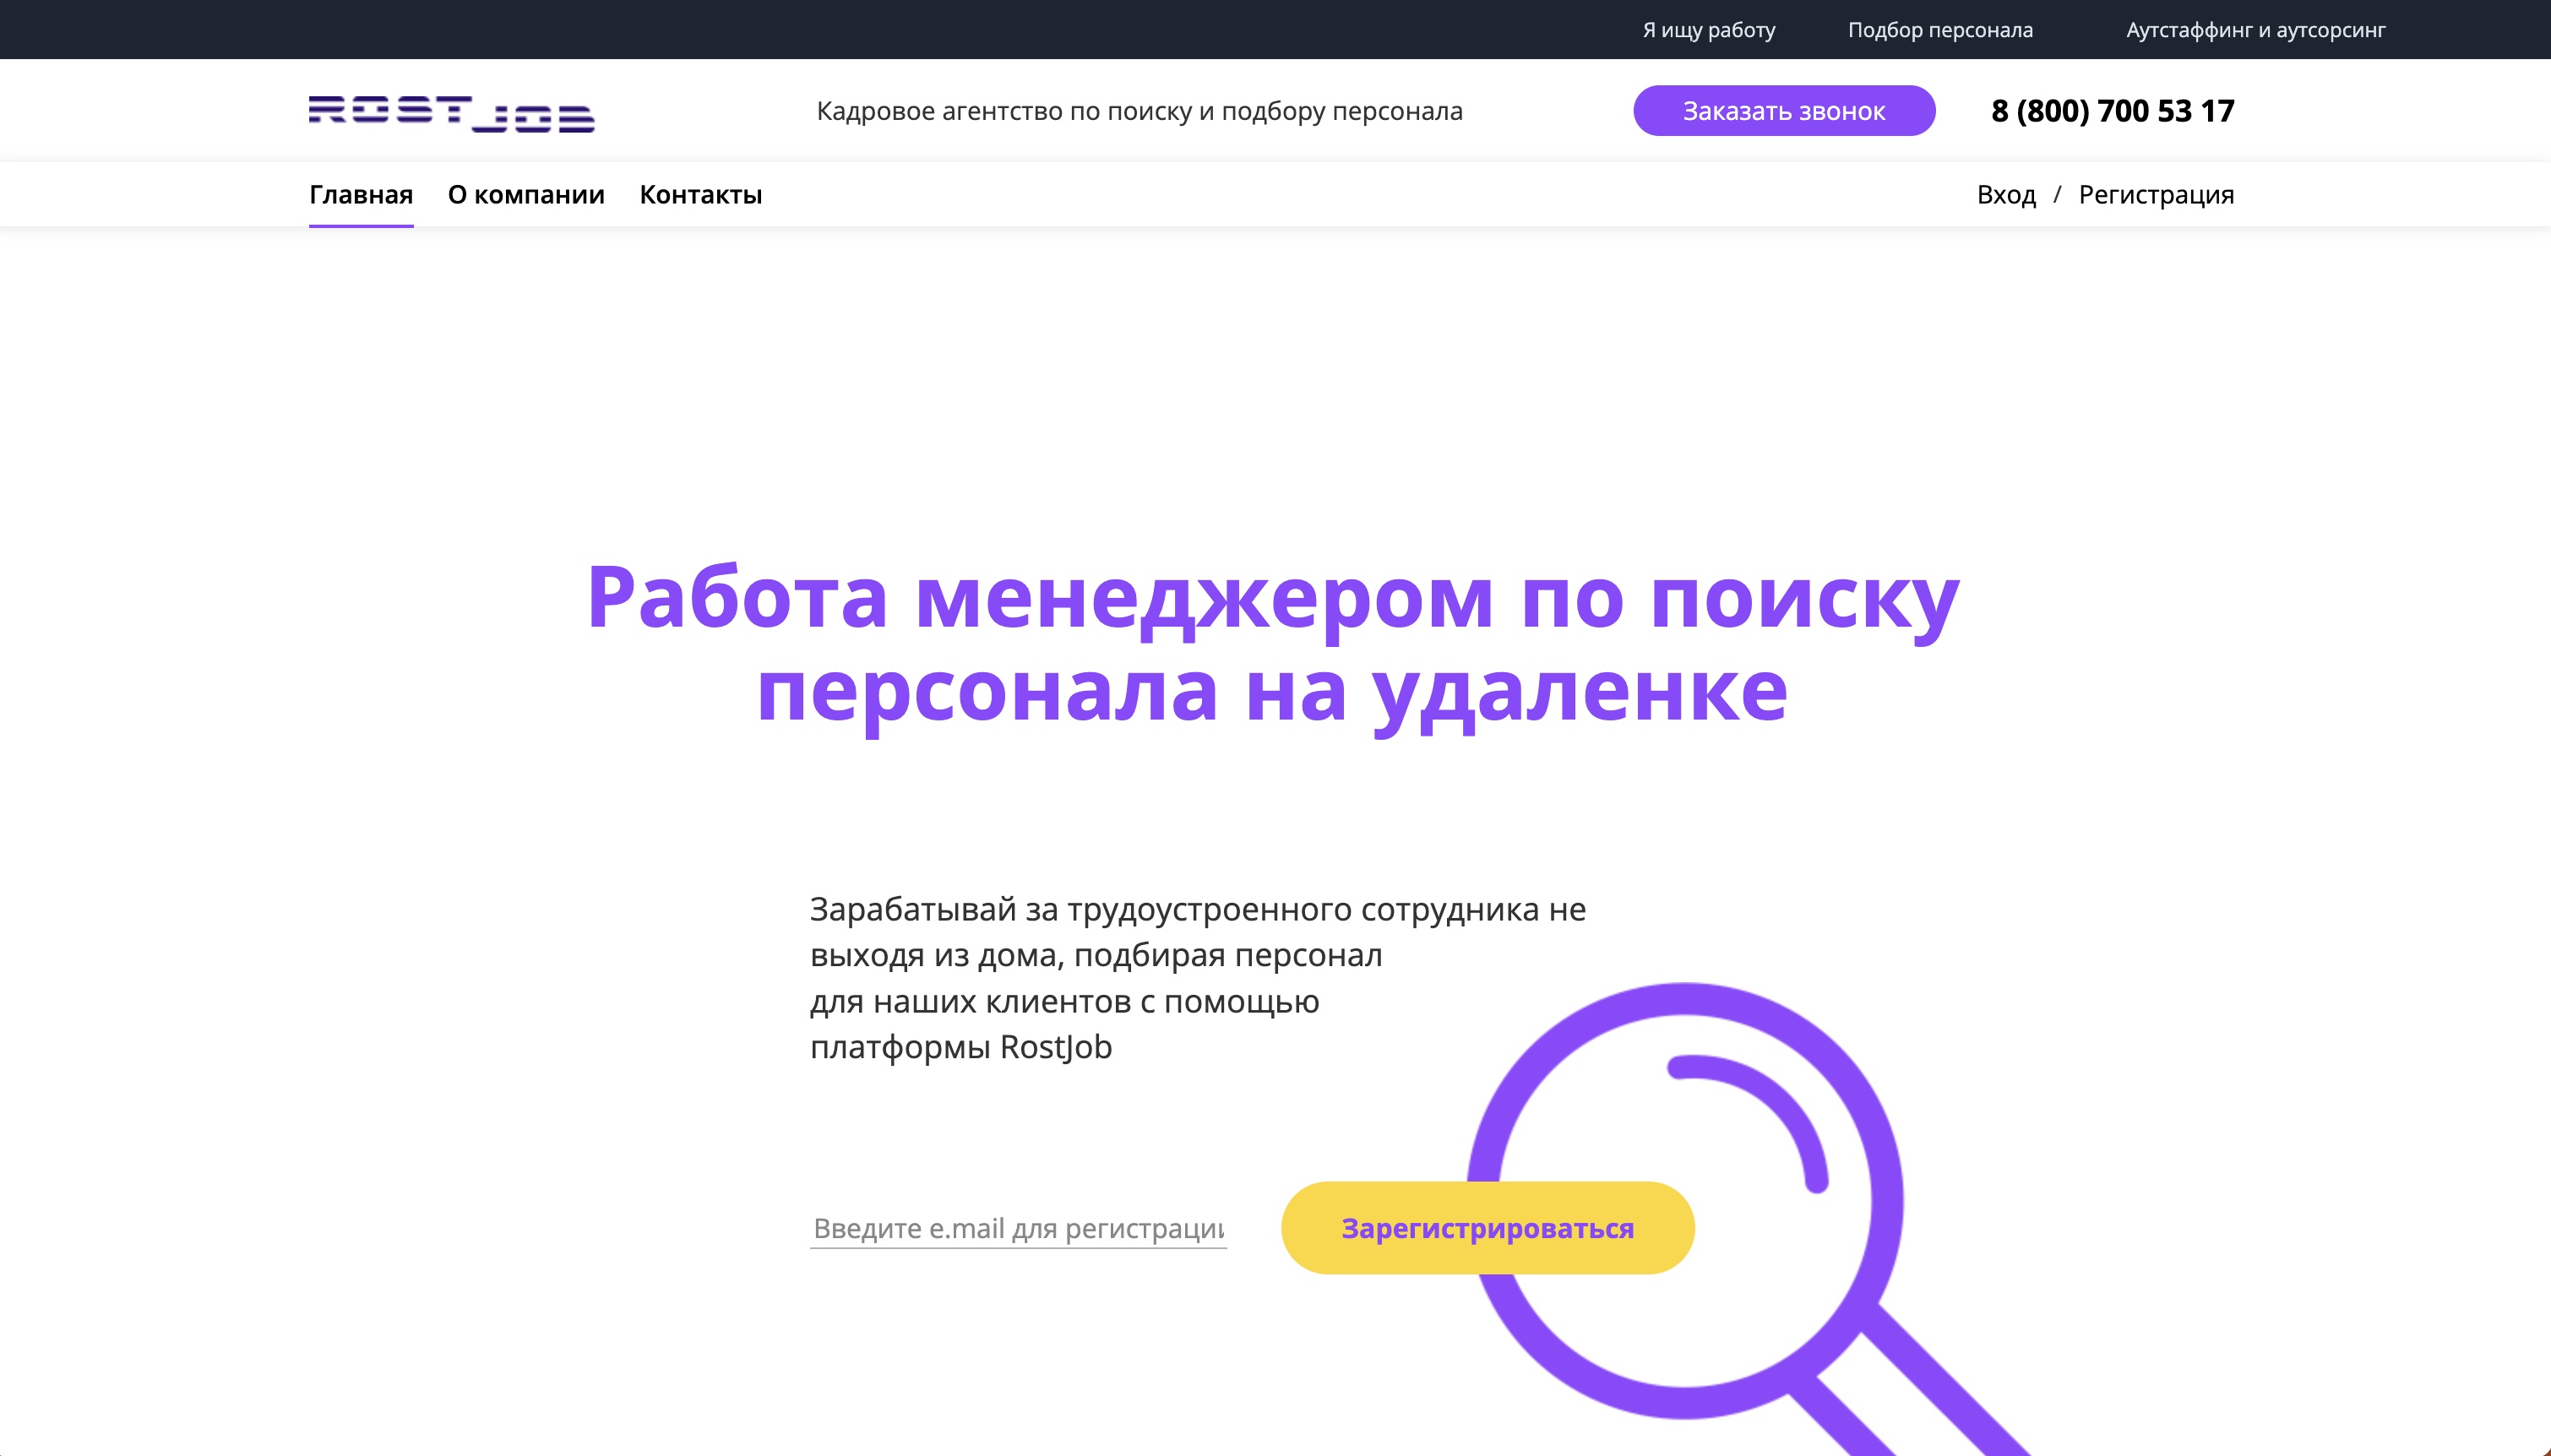 Я ищу работу Подбор персонала Аутстаффинг и аутсорсинг
ROSTJOB Кадровое агентство по поиску и подбору персонала Заказать звонок 8 (800) 700 53 17
Главная О компании Контакты Вход / Регистрация
Работа менеджером по поиску
персонала на удаленке
Зарабатывай за трудоустроенного сотрудника не
выходя из дома, подбирая персонал
для наших клиентов с помощью
платформы RostJob
Введите e.mail для регистрации Зарегистрироваться